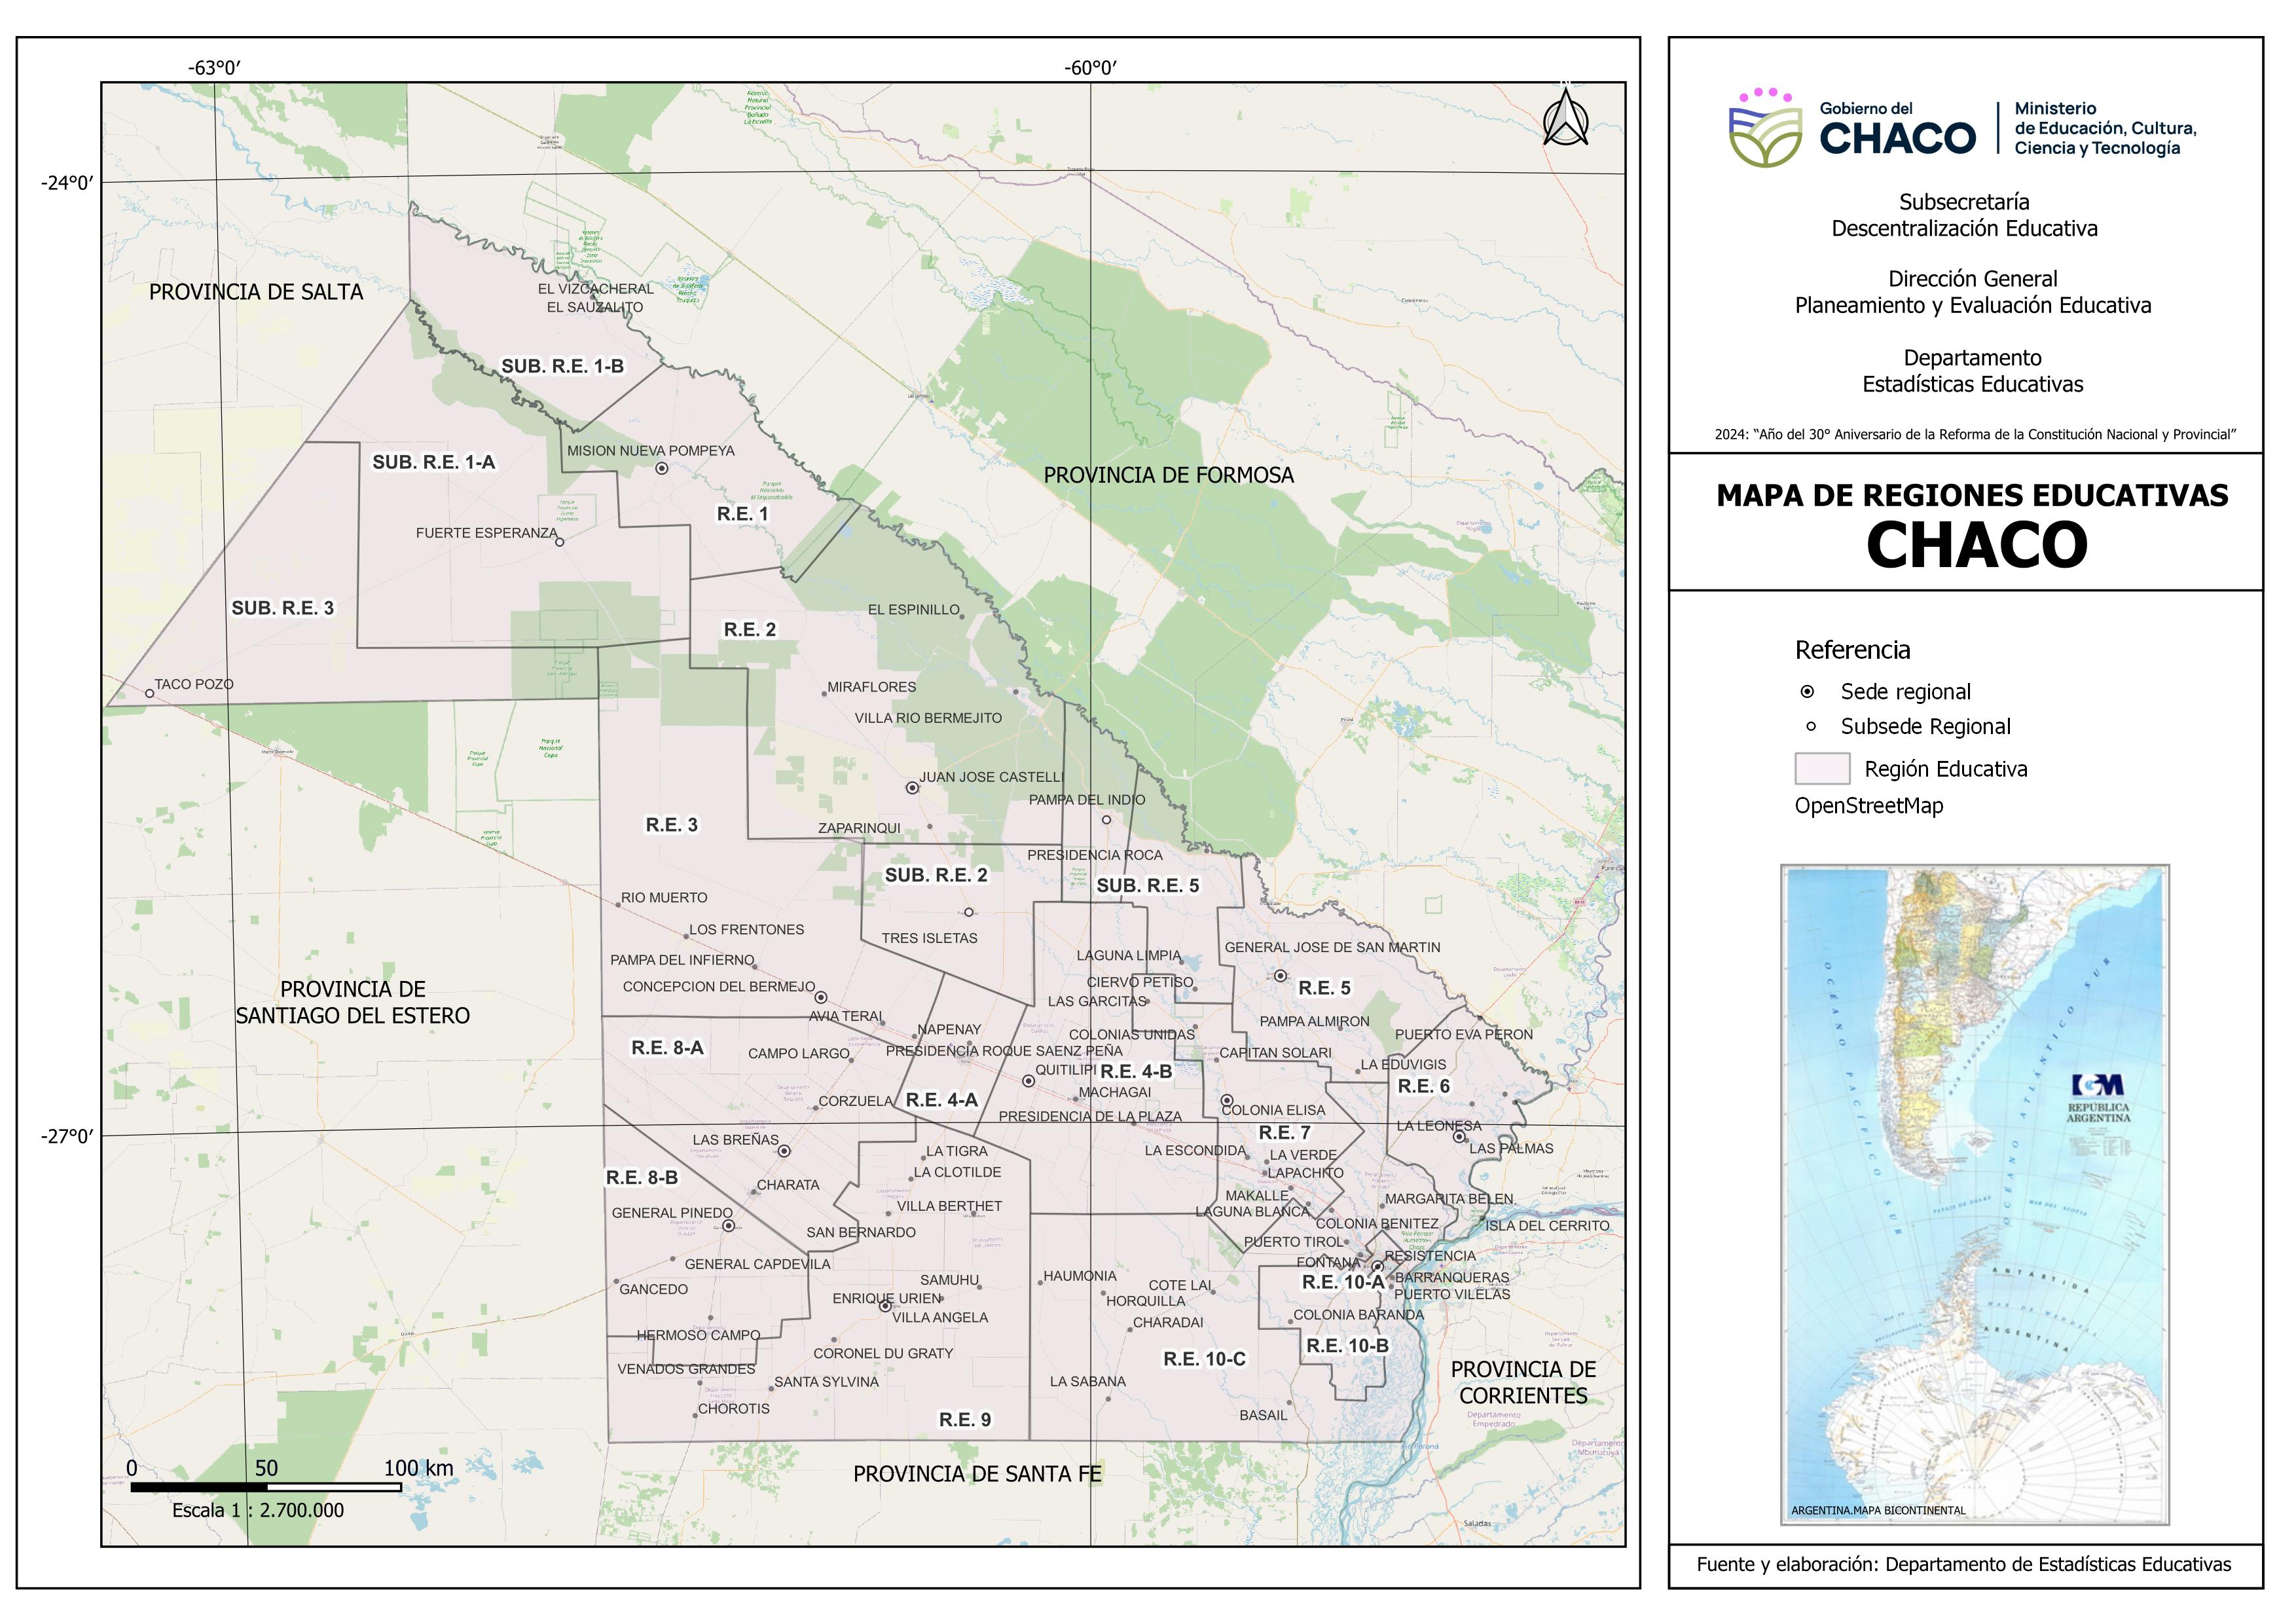 -63°0′
-60°0′
-24°0′
-27°0′
PROVINCIA DE SALTA
EL VIZCACHERAL
EL SAUZALITO
SUB. R.E. 1-B
MISION NUEVA POMPEYA
SUB. R.E. 1-A
PROVINCIA DE FORMOSA
R.E. 1
FUERTE ESPERANZA
SUB. R.E. 3
EL ESPINILLO
R.E. 2
TACO POZO
MIRAFLORES
VILLA RIO BERMEJITO
JUAN JOSE CASTELLI
PAMPA DEL INDIO
R.E. 3
ZAPARINQUI
PRESIDENCIA ROCA
SUB. R.E. 2
SUB. R.E. 5
RIO MUERTO
LOS FRENTONES
TRES ISLETAS
GENERAL JOSE DE SAN MARTIN
PAMPA DEL INFIERNO
LAGUNA LIMPIA
CONCEPCION DEL BERMEJO
CIERVO PETISO
R.E. 5
PROVINCIA DE
SANTIAGO DEL ESTERO
LAS GARCITAS
AVIA TERAI
NAPENAY
PAMPA ALMIRON
COLONIAS UNIDAS
PUERTO EVA PERON
R.E. 8-A
CAMPO LARGO
PRESIDENCIA ROQUE SAENZ PEÑA
CAPITAN SOLARI
QUITILIPI
R.E. 4-B
LA EDUVIGIS
R.E. 6
CORZUELA
R.E. 4-A
MACHAGAI
PRESIDENCIA DE LA PLAZA
COLONIA ELISA
LA LEONESA
R.E. 7
LAS BREÑAS
LA TIGRA
LA ESCONDIDA
LA VERDE
LAS PALMAS
R.E. 8-B
LA CLOTILDE
LAPACHITO
CHARATA
MAKALLE
MARGARITA BELEN
GENERAL PINEDO
VILLA BERTHET
LAGUNA BLANCA
SAN BERNARDO
COLONIA BENITEZ
ISLA DEL CERRITO
PUERTO TIROL
GENERAL CAPDEVILA
FONTANA
RESISTENCIA
GANCEDO
SAMUHU
HAUMONIA
COTE LAI
R.E. 10-A
BARRANQUERAS
PUERTO VILELAS
ENRIQUE URIEN
HORQUILLA
VILLA ANGELA
CHARADAI
COLONIA BARANDA
HERMOSO CAMPO
CORONEL DU GRATY
R.E. 10-C
R.E. 10-B
VENADOS GRANDES
SANTA SYLVINA
LA SABANA
PROVINCIA DE
CORRIENTES
CHOROTIS
R.E. 9
BASAIL
PROVINCIA DE SANTA FE
0 50 100 km
Escala 1 : 2.700.000
Gobierno del
CHACO
Ministerio
de Educación, Cultura,
Ciencia y Tecnología
Subsecretaría
Descentralización Educativa
Dirección General
Planeamiento y Evaluación Educativa
Departamento
Estadísticas Educativas
2024: “Año del 30° Aniversario de la Reforma de la Constitución Nacional y Provincial”
MAPA DE REGIONES EDUCATIVAS
CHACO
Referencia
Sede regional
Subsede Regional
Región Educativa
OpenStreetMap
OCEANO PACIFICO SUR
OCEANO ATLANTICO SUR
IGM
REPÚBLICA
ARGENTINA
ANTARTIDA
ARGENTINA
ARGENTINA.MAPA BICONTINENTAL
Fuente y elaboración: Departamento de Estadísticas Educativas